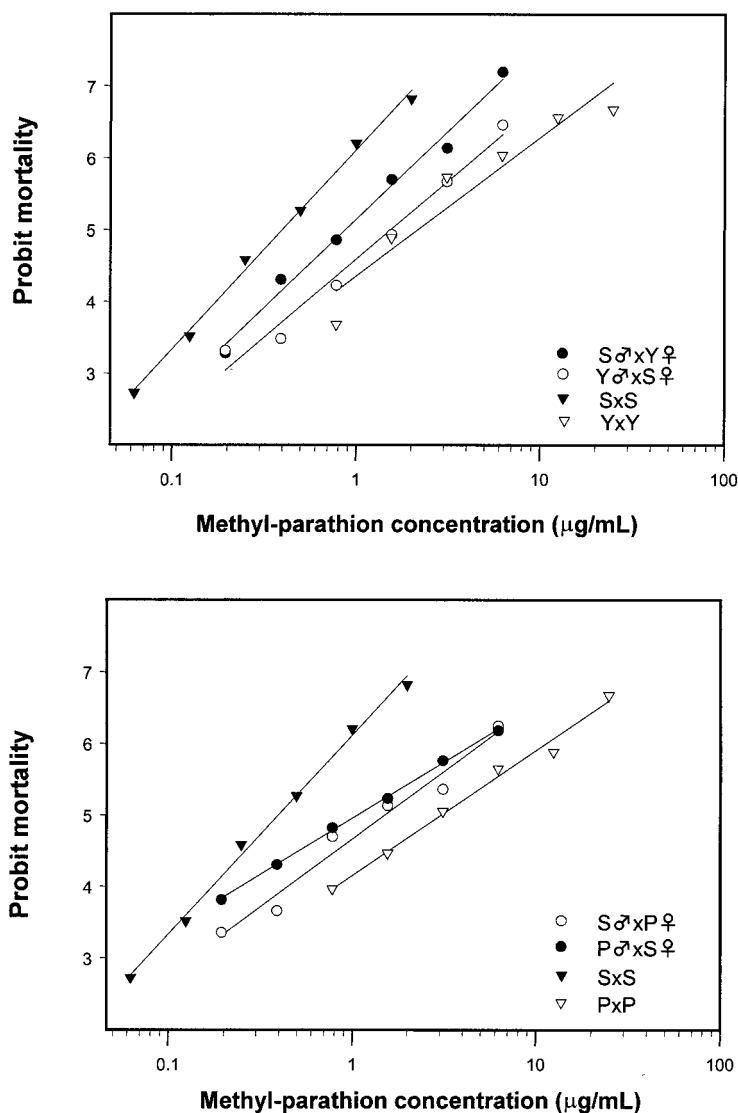 7
6
5
4
3
Probit mortality
S♂xY♀
Y♂xS♀
SxS
YxY
0.1 1 10 100
Methyl-parathion concentration (μg/mL)
7
6
5
4
3
Probit mortality
S♂xP♀
P♂xS♀
SxS
PxP
0.1 1 10 100
Methyl-parathion concentration (μg/mL)